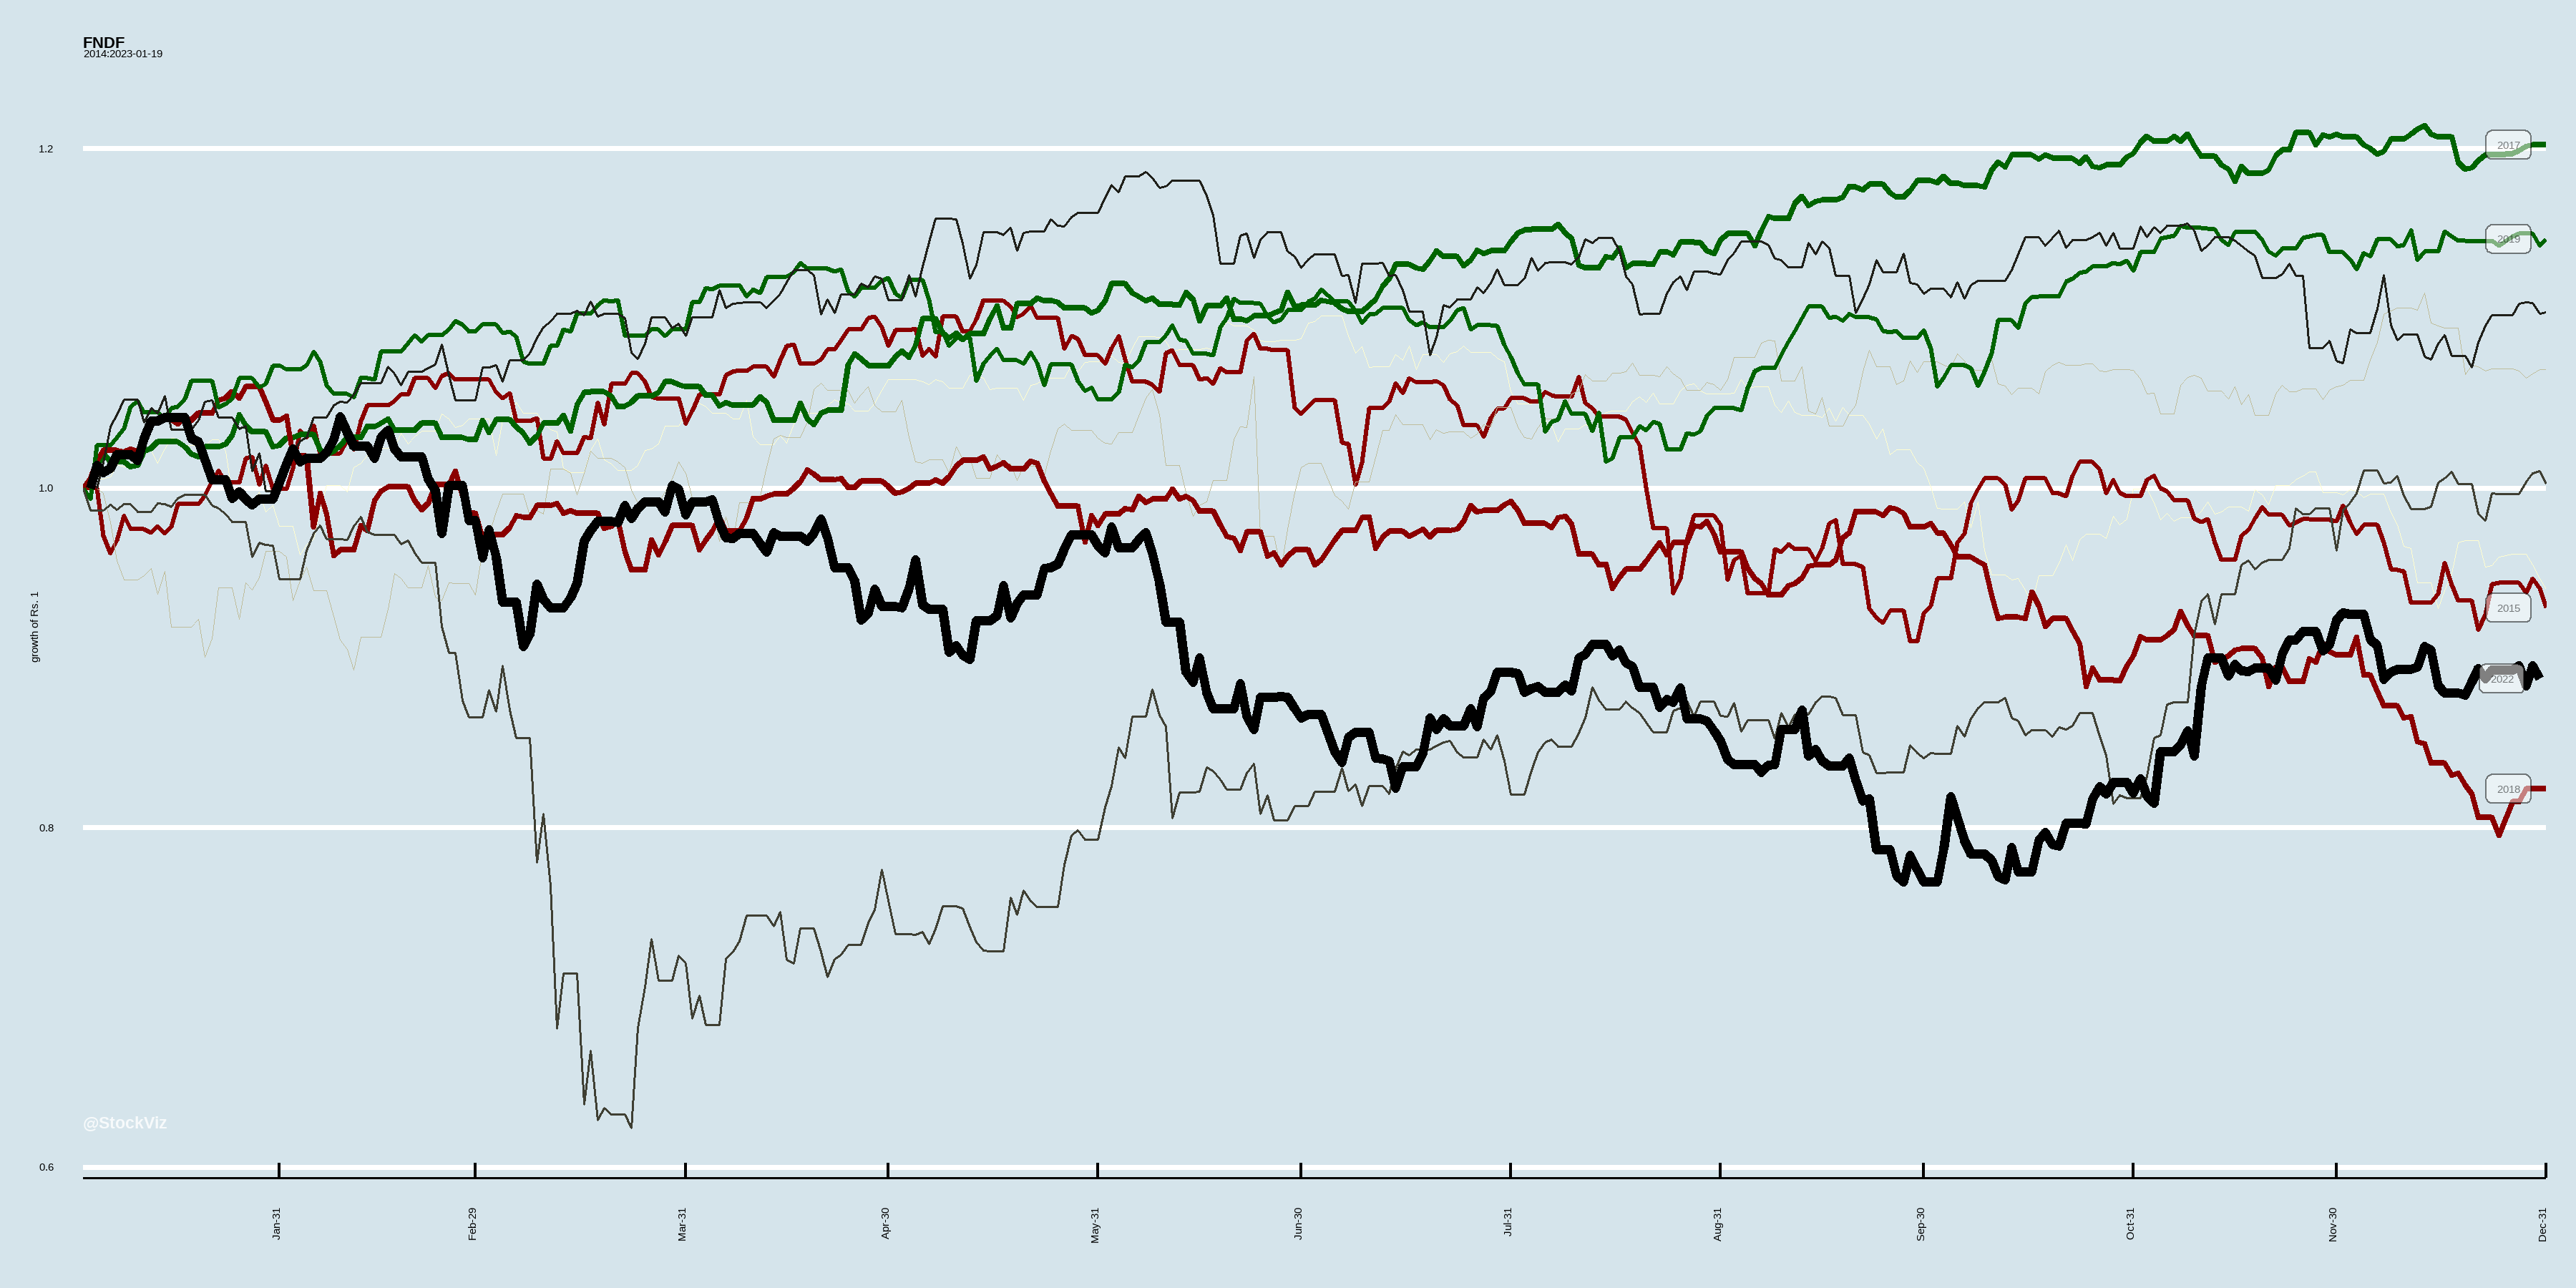 FNDF
2014:2023-01-19
1.2
1.0
0.8
0.6
growth of Rs. 1
2017
2019
2015
2022
2018
@StockViz
Jan-31
Feb-29
Mar-31
Apr-30
May-31
Jun-30
Jul-31
Aug-31
Sep-30
Oct-31
Nov-30
Dec-31